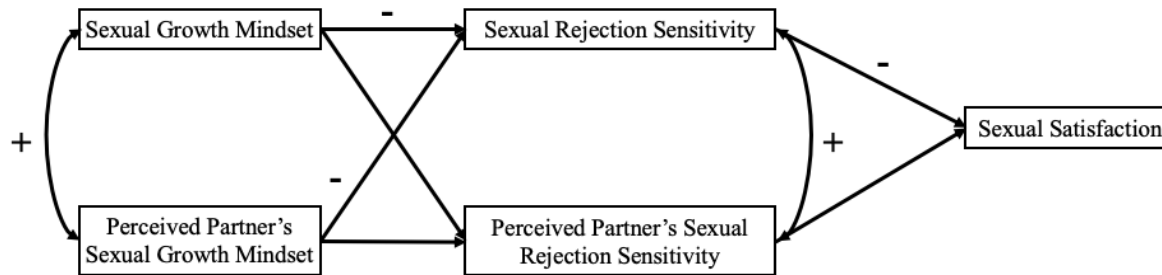 -
Sexual Growth Mindset
Sexual Rejection Sensitivity
-
+
-
+
Sexual Satisfaction
Perceived Partner's
Sexual Growth Mindset
Perceived Partner's Sexual
Rejection Sensitivity